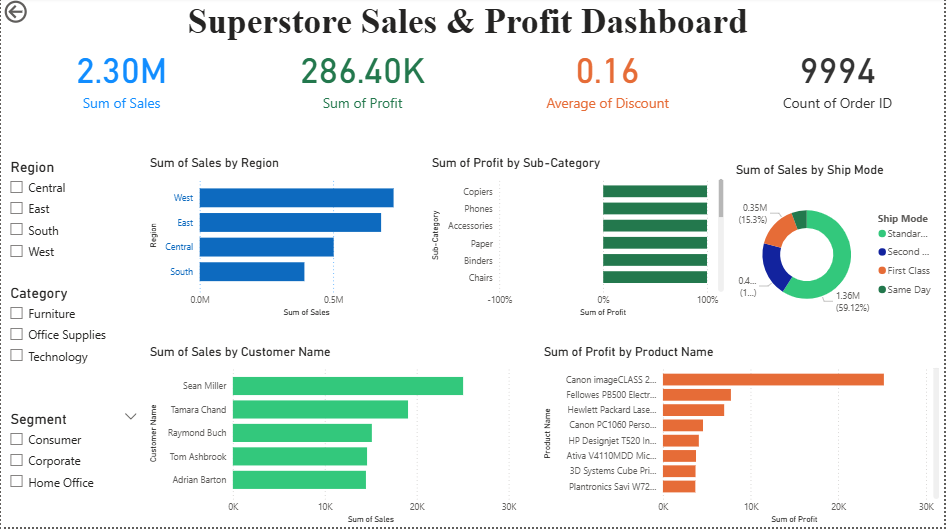 Superstore Sales & Profit Dashboard
2.30M
Sum of Sales
286.40K
Sum of Profit
0.16
Average of Discount
9994
Count of Order ID
Region
Central
East
South
West
Category
Furniture
Office Supplies
Technology
Segment
Consumer
Corporate
Home Office
Sum of Sales by Region
Region
West
East
Central
South
0.0M 0.5M
Sum of Sales
Sum of Profit by Sub-Category
Sub-Category
Copiers
Phones
Accessories
Paper
Binders
Chairs
-100% 0% 100%
Sum of Profit
Sum of Sales by Ship Mode
0.35M
(15.3%)
0.4...
(1...)
1.36M
(59.12%)
Ship Mode
Standar...
Second ...
First Class
Same Day
Sum of Sales by Customer Name
Customer Name
Sean Miller
Tamara Chand
Raymond Buch
Tom Ashbrook
Adrian Barton
0K 10K 20K 30K
Sum of Sales
Sum of Profit by Product Name
Product Name
Canon imageCLASS 2...
Fellowes PB500 Electr...
Hewlett Packard Lase...
Canon PC1060 Perso...
HP Designjet T520 In...
Ativa V4110MDD Mic...
3D Systems Cube Pri...
Plantronics Savi W72...
0K 10K 20K 30K
Sum of Profit